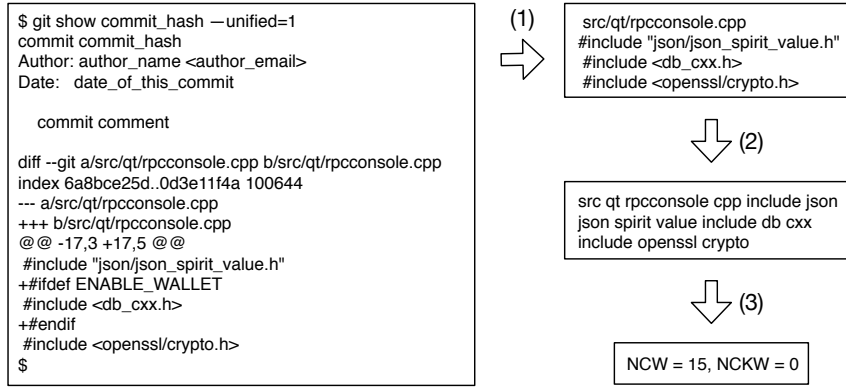 $ git show commit_hash —unified=1
commit commit_hash
Author: author_name <author_email>
Date: date_of_this_commit
commit comment
diff --git a/src/qt/rpcconsole.cpp b/src/qt/rpcconsole.cpp
index 6a8bce25d..0d3e11f4a 100644
--- a/src/qt/rpcconsole.cpp
+++ b/src/qt/rpcconsole.cpp
@@ -17,3 +17,5 @@
#include "json/json_spirit_value.h"
+#ifdef ENABLE_WALLET
#include <db_cxx.h>
+#endif
#include <openssl/crypto.h>
$
(1)
src/qt/rpcconsole.cpp
#include "json/json_spirit_value.h"
#include <db_cxx.h>
#include <openssl/crypto.h>
(2)
src qt rpcconsole cpp include json
json spirit value include db cxx
include openssl crypto
(3)
NCW = 15, NCKW = 0